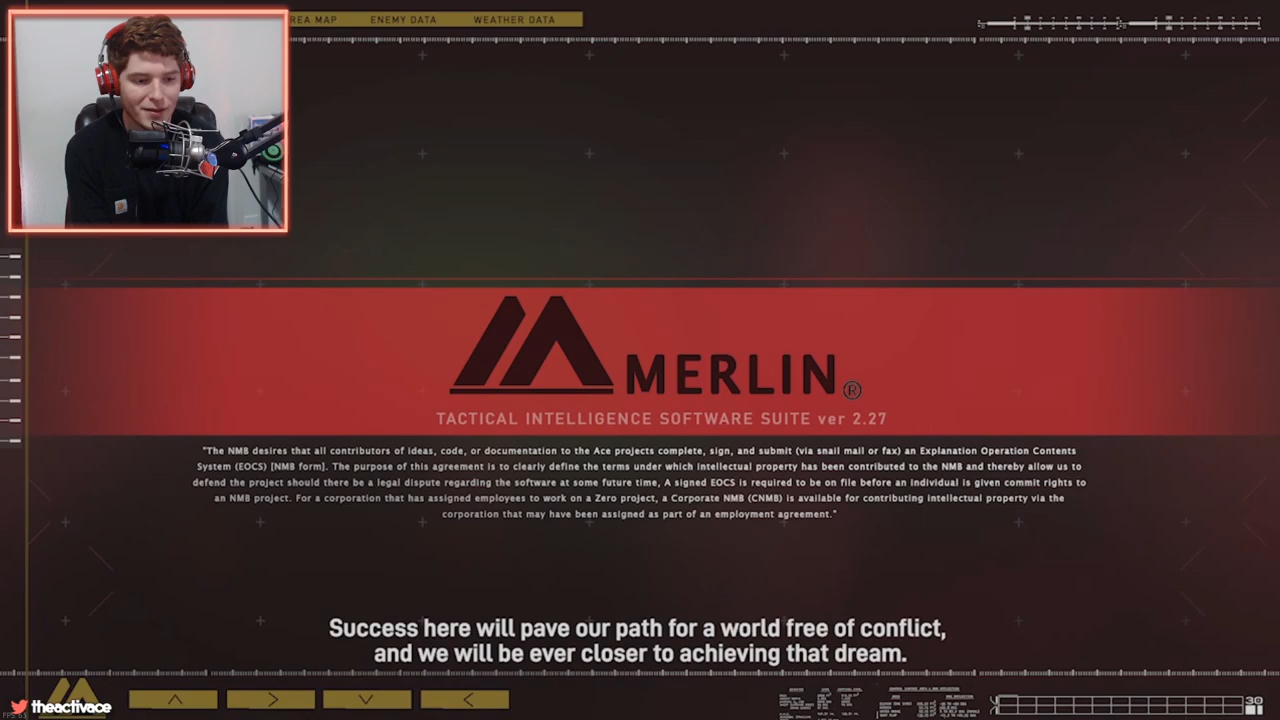 REA MAP ENEMY DATA WEATHER DATA
MERLIN®
TACTICAL INTELLIGENCE SOFTWARE SUITE ver 2.27
"The NMB desires that all contributors of ideas, code, or documentation to the Ace projects complete, sign, and submit (via snail mail or fax) an Explanation Operation Contents
System (EOCS) [NMB form]. The purpose of this agreement is to clearly define the terms under which intellectual property has been contributed to the NMB and thereby allow us to
defend the project should there be a legal dispute regarding the software at some future time, A signed EOCS is required to be on file before an individual is given commit rights to
an NMB project. For a corporation that has assigned employees to work on a Zero project, a Corporate NMB (CNMB) is available for contributing intellectual property via the
corporation that may have been assigned as part of an employment agreement."
Success here will pave our path for a world free of conflict,
and we will be ever closer to achieving that dream.
theactivace
30